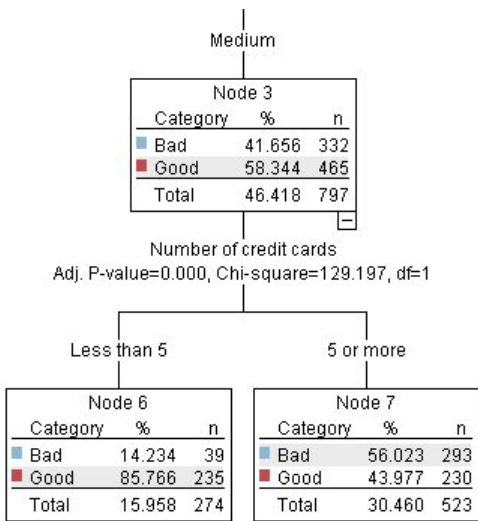 Medium
Node 3
Category % n
Bad 41.656 332
Good 58.344 465
Total 46.418 797
Number of credit cards
Adj. P-value=0.000, Chi-square=129.197, df=1
Less than 5
5 or more
Node 6
Category % n
Bad 14.234 39
Good 85.766 235
Total 15.958 274
Node 7
Category % n
Bad 56.023 293
Good 43.977 230
Total 30.460 523